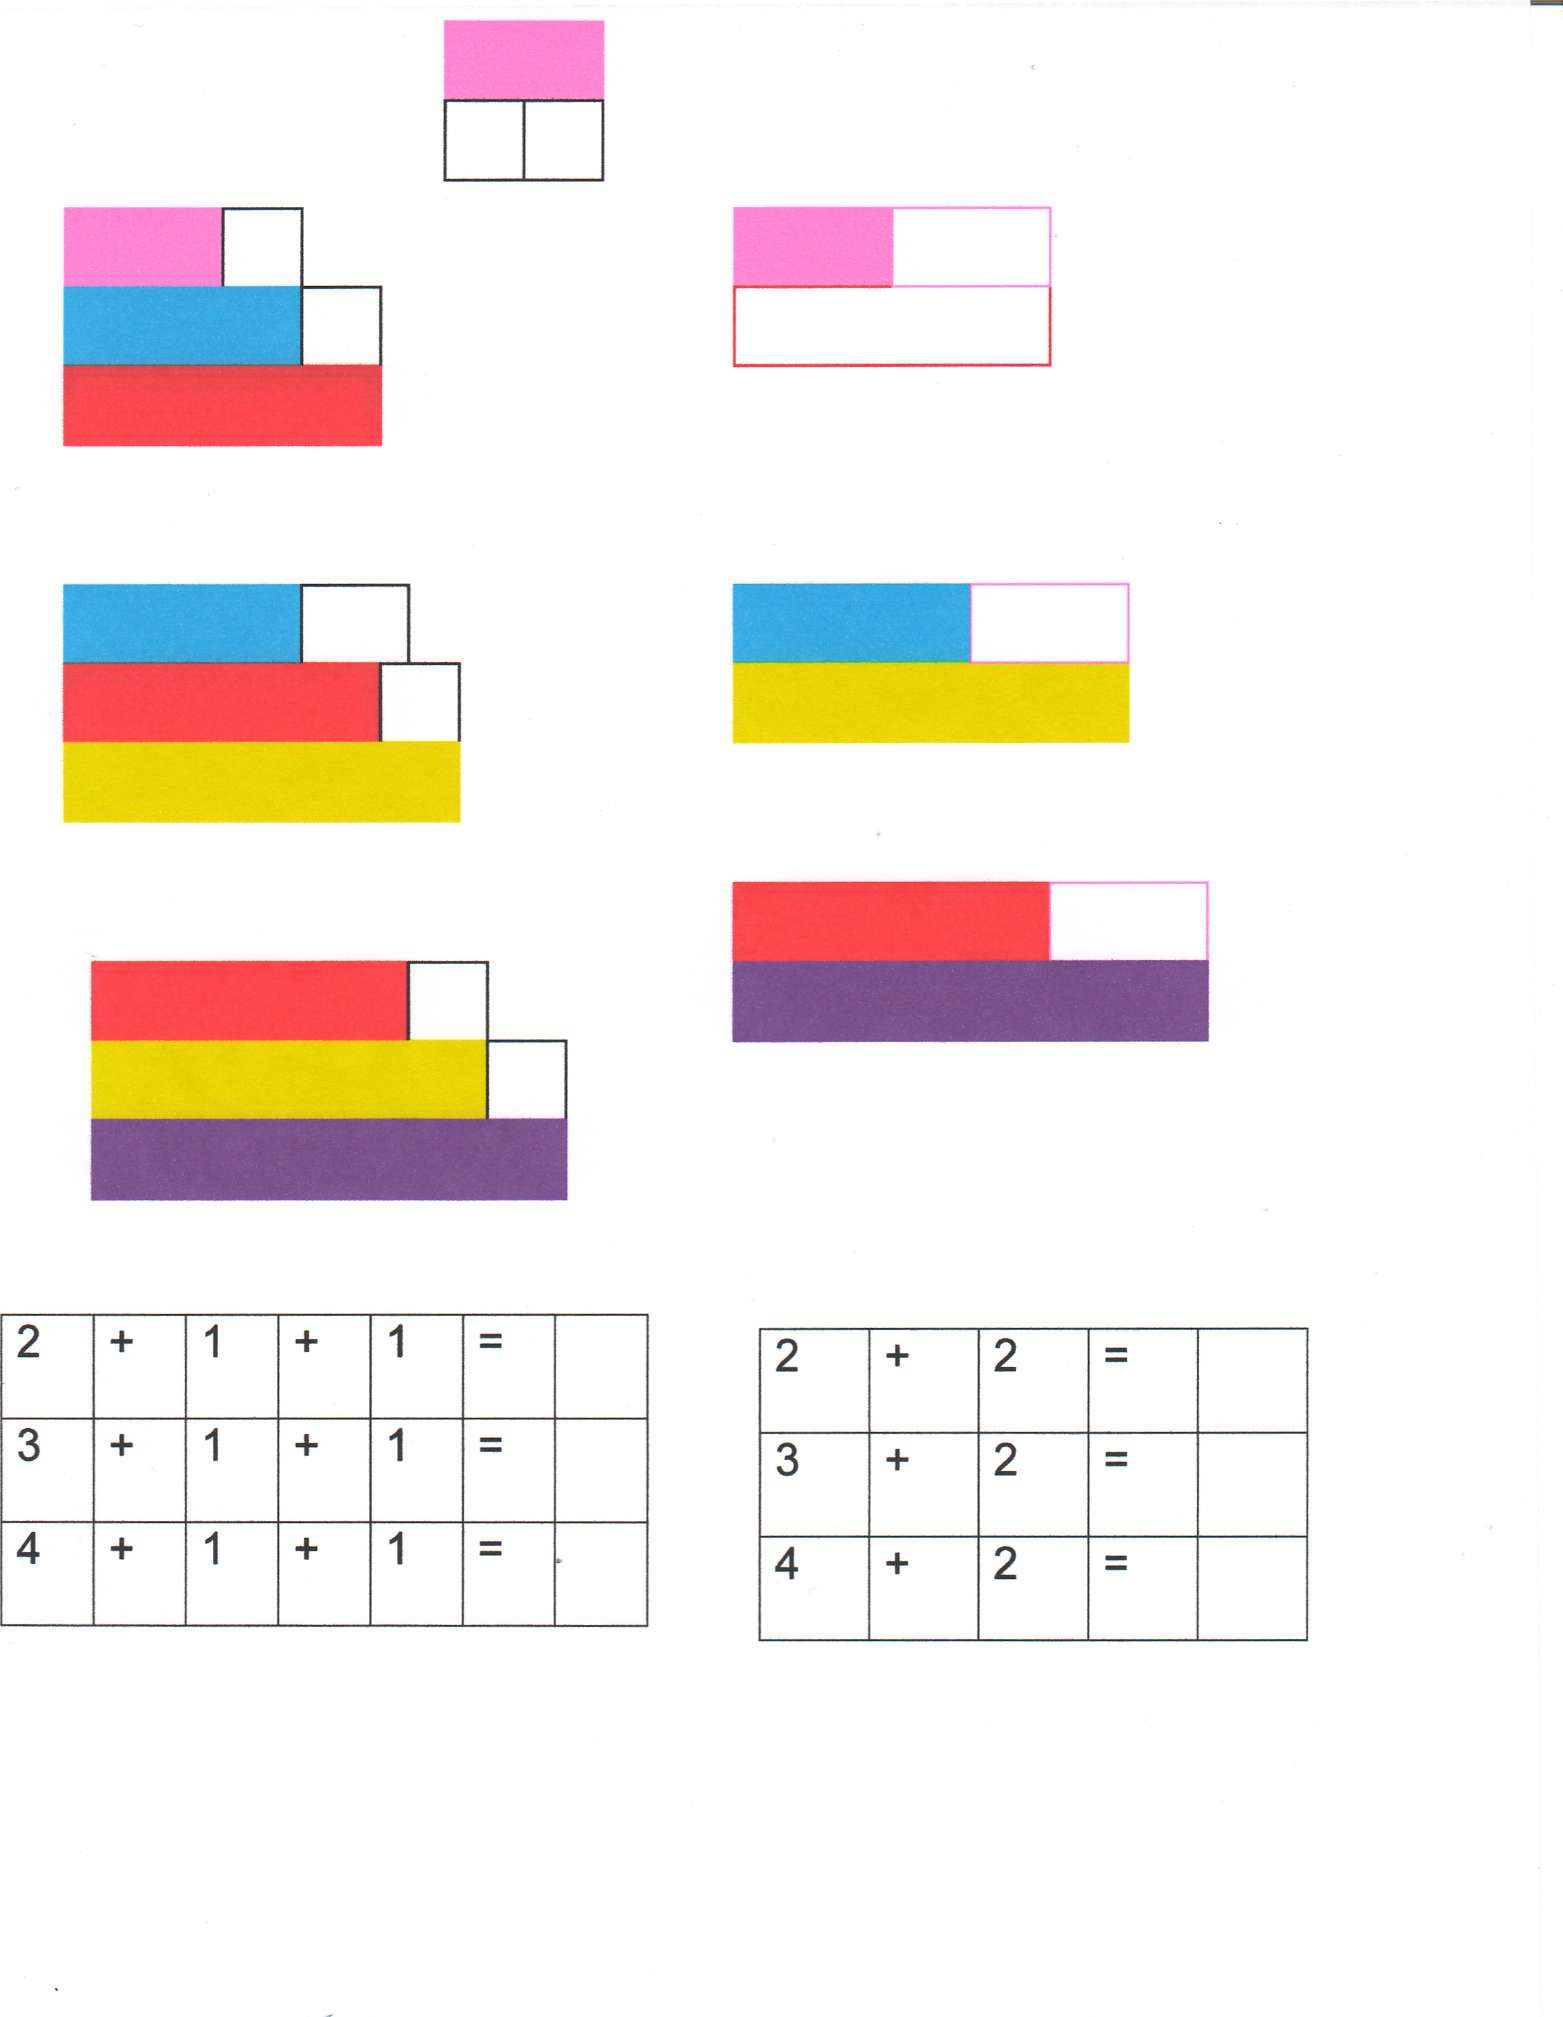 2 + 1 + 1 =
3 + 1 + 1 =
4 + 1 + 1 =
2 + 2 =
3 + 2 =
4 + 2 =